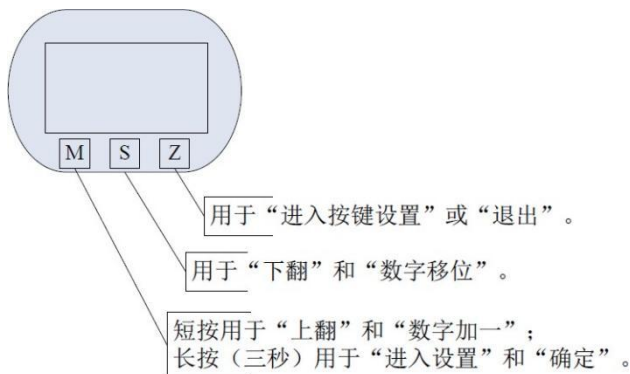 M S Z
用于“进入按键设置”或“退出”。
用于“下翻”和“数字移位”。
短按用于“上翻”和“数字加一”；
长按（三秒）用于“进入设置”和“确定”。